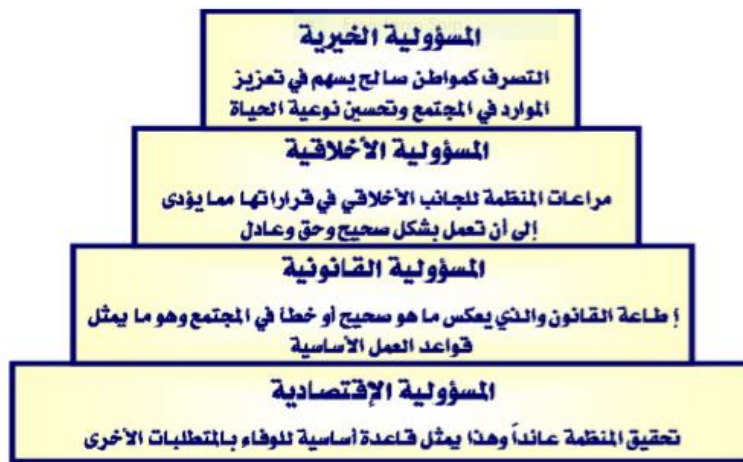 المسؤولية الخيرية
التصرف كمواطن صالح يسهم في تعزيز
الموارد في المجتمع وتحسين نوعية الحياة
المسؤولية الأخلاقية
مراعات المنظمة للجانب الأخلاقي في قراراتها مما يؤدى
إلى أن تعمل بشكل صحيح وحق وعادل
المسؤولية القانونية
إطاعة القانون والذي يعكس ما هو صحيح أو خطأ في المجتمع وهو ما يمثل
قواعد العمل الأساسية
المسؤولية الإقتصادية
تحقيق المنظمة عائداً وهذا يمثل قاعدة أساسية للوفاء بالمتطلبات الأخرى